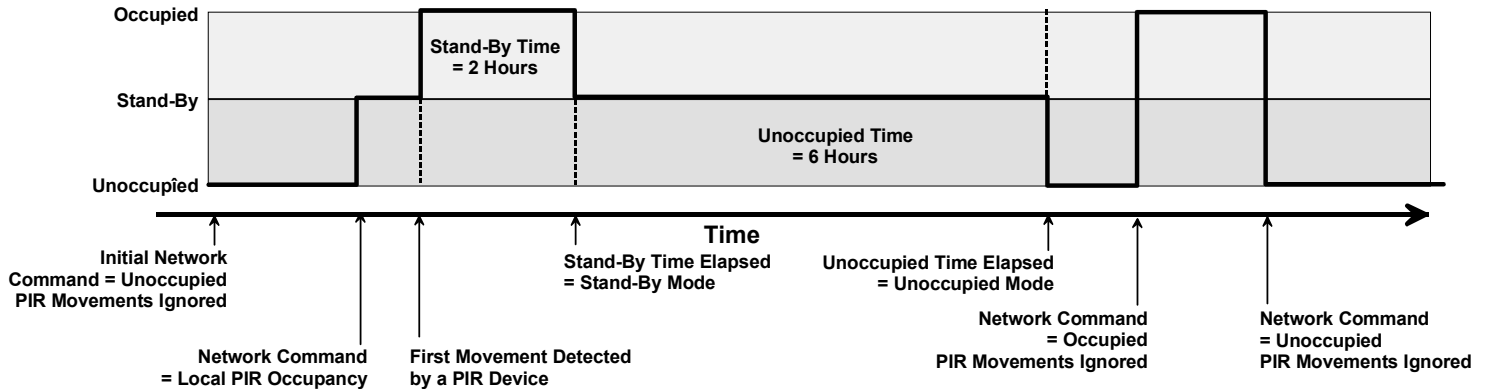 Occupied
Stand-By Time
= 2 Hours
Stand-By
Unoccupied Time
= 6 Hours
Unoccupîed
Time
Initial Network
Command = Unoccupied
PIR Movements Ignored
Stand-By Time Elapsed
= Stand-By Mode
Unoccupied Time Elapsed
= Unoccupied Mode
Network Command
= Local PIR Occupancy
First Movement Detected
by a PIR Device
Network Command
= Occupied
PIR Movements Ignored
Network Command
= Unoccupied
PIR Movements Ignored